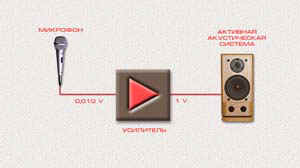 МИКРОФОН
АКТИВНАЯ
АКУСТИЧЕСКАЯ
СИСТЕМА
0,010 V
1 V
УСИЛИТЕЛЬ